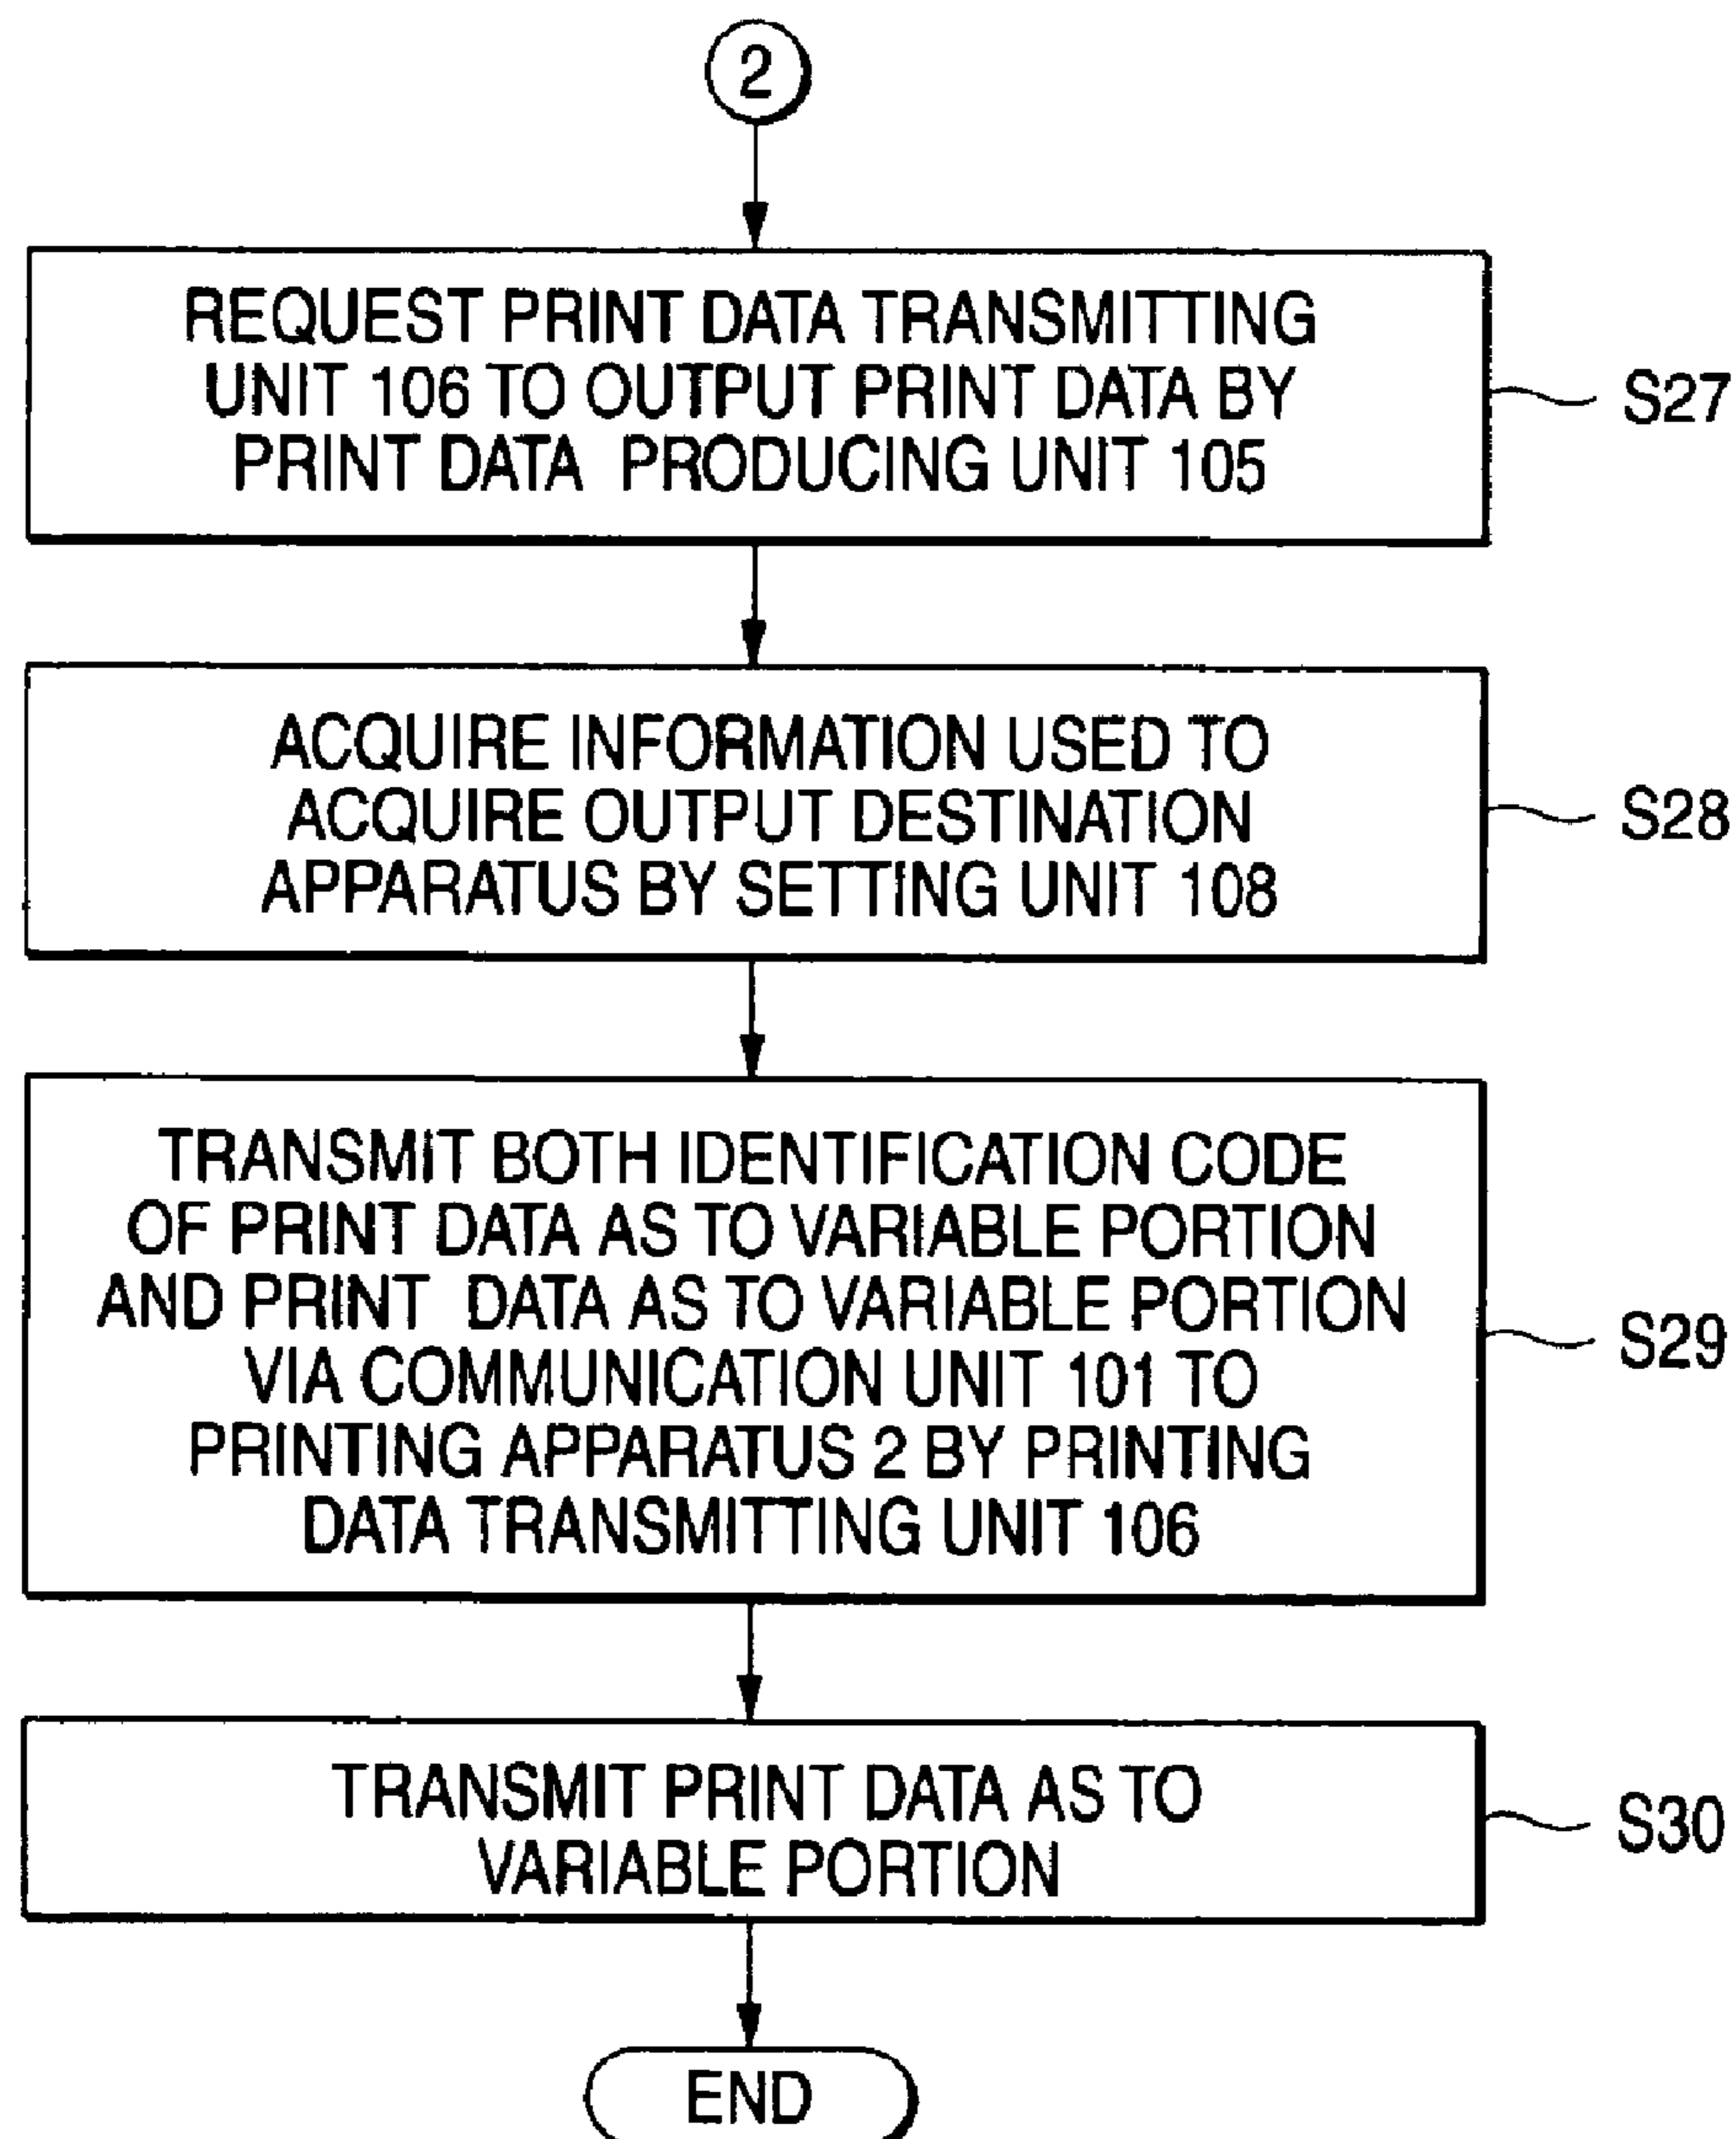 2
REQUEST PRINT DATA TRANSMITTING
UNIT 106 TO OUTPUT PRINT DATA BY
PRINT DATA PRODUCING UNIT 105
S27
ACQUIRE INFORMATION USED TO
ACQUIRE OUTPUT DESTINATION
APPARATUS BY SETTING UNIT 108
S28
TRANSMIT BOTH IDENTIFICATION CODE
OF PRINT DATA AS TO VARIABLE PORTION
AND PRINT DATA AS TO VARIABLE PORTION
VIA COMMUNICATION UNIT 101 TO
PRINTING APPARATUS 2 BY PRINTING
DATA TRANSMITTING UNIT 106
S29
TRANSMIT PRINT DATA AS TO
VARIABLE PORTION
S30
END